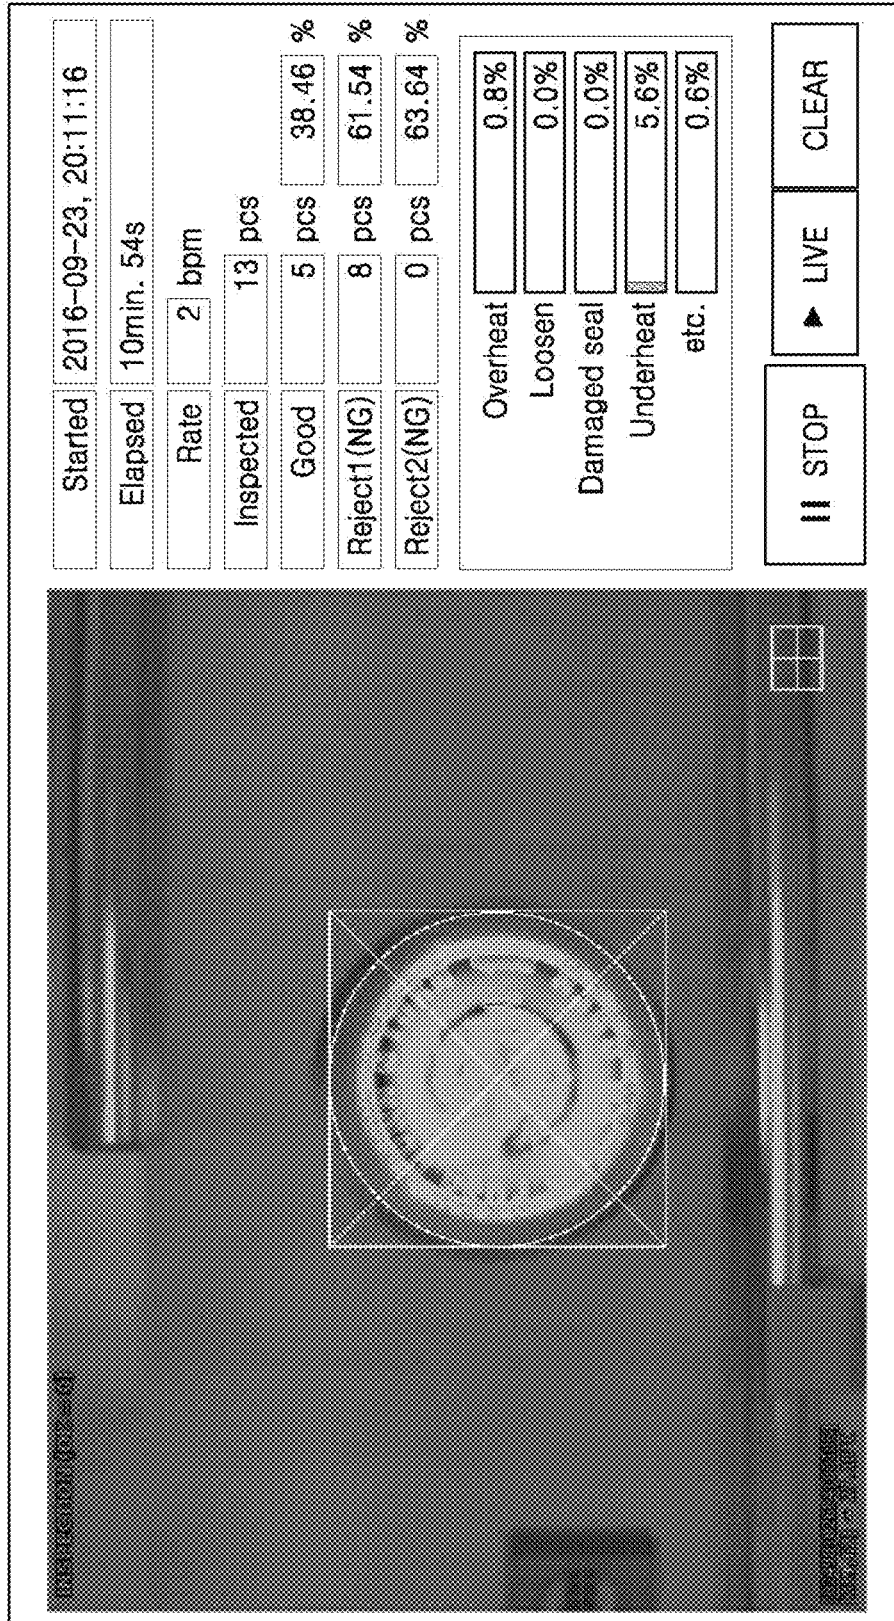 Started 2016-09-23, 20:11:16
Elapsed 10min. 54s
Rate 2 bpm
Inspected 13 pcs
Good 5 pcs 38.46 %
Reject1(NG) 8 pcs 61.54 %
Reject2(NG) 0 pcs 63.64 %
Overheat 0.8%
Loosen 0.0%
Damaged seal 0.0%
Underheat 5.6%
etc. 0.6%
STOP
LIVE
CLEAR